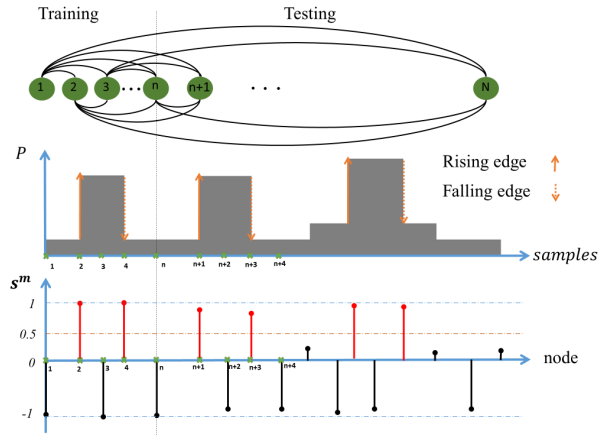 Training Testing
1 2 3 ... n n+1 . . . N
P
Rising edge
Falling edge
1 2 3 4 n n+1 n+2 n+3 n+4
samples
s^m
1
0.5
0
1 2 3 4 n n+1 n+2 n+3 n+4
node
-1